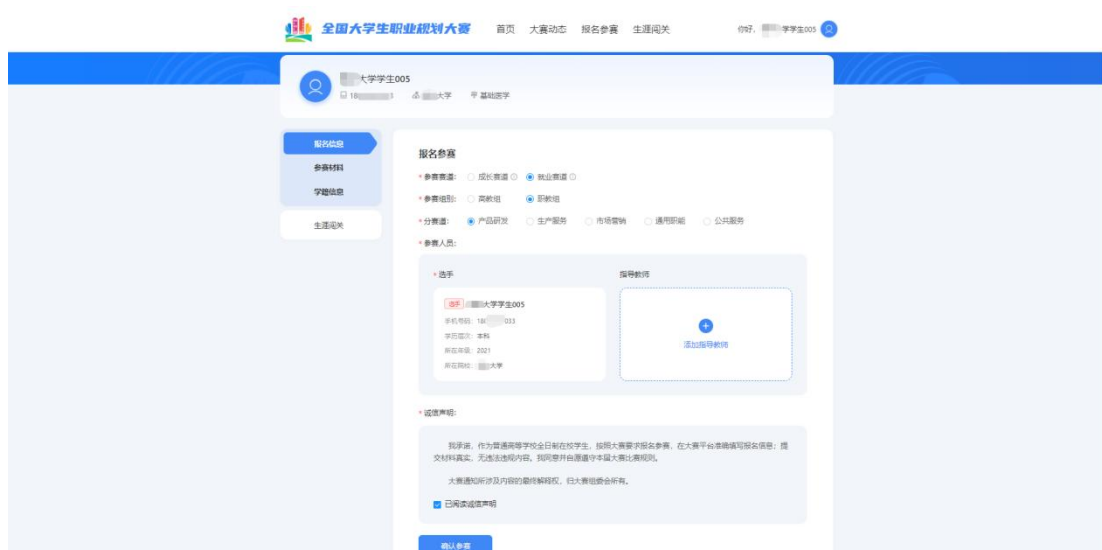 全国大学生职业规划大赛 首页 大赛动态 报名参赛 生涯闯关 你好, 学学生005
大学学生005
18 3 大学 基础医学
报名信息
参赛材料
学籍信息
生涯闯关
报名参赛
* 参赛赛道: 成长赛道 就业赛道
* 参赛组别: 高教组 职教组
* 分赛道: 产品研发 生产服务 市场营销 通用职能 公共服务
* 参赛人员:
* 选手 指导教师
选手 大学学生005
手机号码: 18 033
学历层次: 本科
所在年级: 2021
所在院校: 大学
添加指导教师
* 诚信声明:
我承诺,作为普通高等学校全日制在校学生,按照大赛要求报名参赛,在大赛平台准确填写报名信息;提
交材料真实,无违法违规内容。我同意并自愿遵守本届大赛比赛规则。
大赛通知所涉及内容的最终解释权,归大赛组委会所有。
已阅读诚信声明
确认参赛